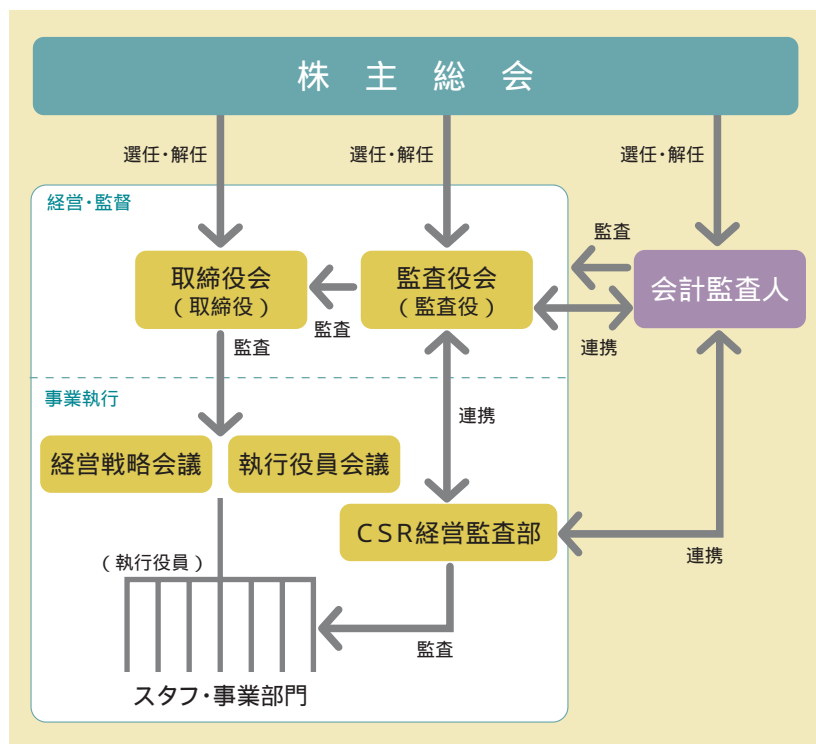 株主総会
選任・解任
選任・解任
選任・解任
経営・監督
監査
取締役会
（取締役）
監査役会
（監査役）
会計監査人
監査
監査
連携
事業執行
連携
経営戦略会議
執行役員会議
CSR経営監査部
（執行役員）
連携
監査
スタフ・事業部門